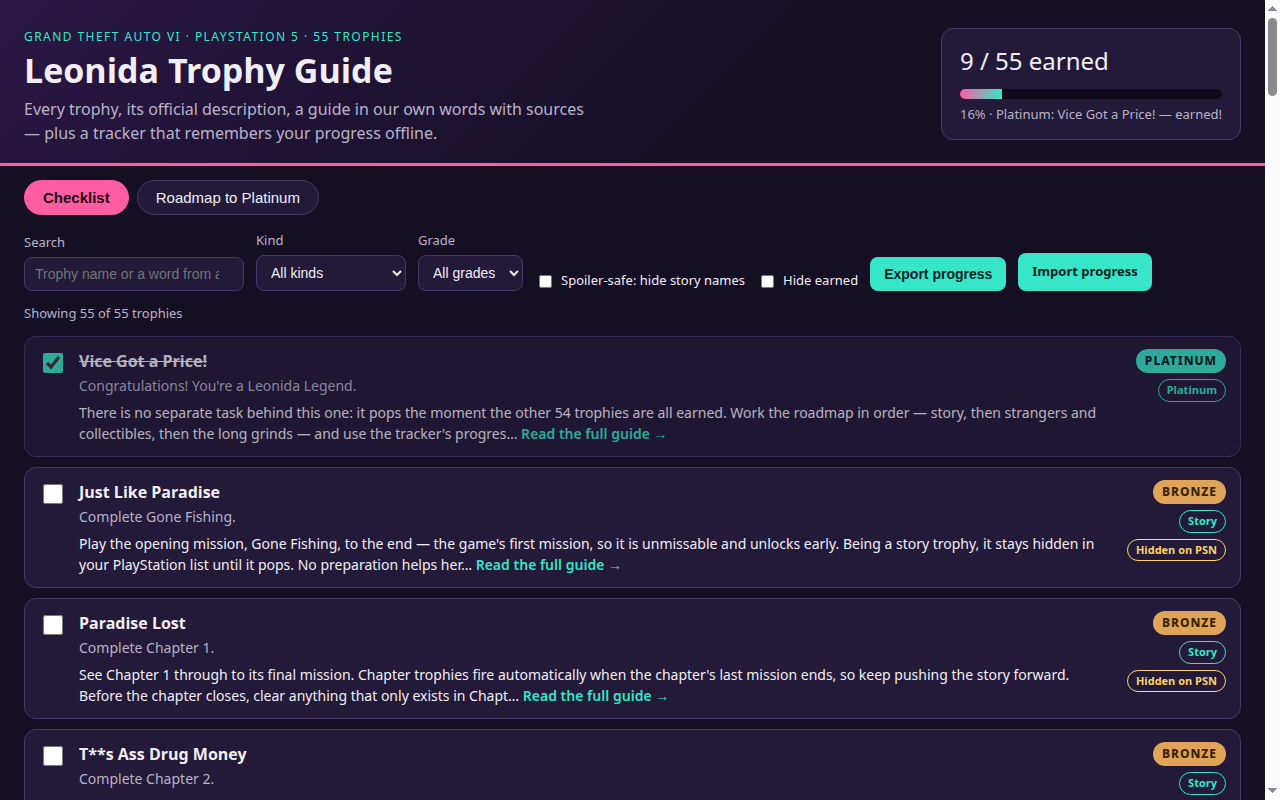 GRAND THEFT AUTO VI · PLAYSTATION 5 · 55 TROPHIES
Leonida Trophy Guide
Every trophy, its official description, a guide in our own words with sources
— plus a tracker that remembers your progress offline.
9 / 55 earned
16% · Platinum: Vice Got a Price! — earned!
Checklist
Roadmap to Platinum
Search
Kind
Grade
Trophy name or a word from a
All kinds
All grades
Spoiler-safe: hide story names
Hide earned
Export progress
Import progress
Showing 55 of 55 trophies
Vice Got a Price!
PLATINUM
Congratulations! You're a Leonida Legend.
Platinum
There is no separate task behind this one: it pops the moment the other 54 trophies are all earned. Work the roadmap in order — story, then strangers and
collectibles, then the long grinds — and use the tracker's progres... Read the full guide →
Just Like Paradise
BRONZE
Complete Gone Fishing.
Story
Play the opening mission, Gone Fishing, to the end — the game's first mission, so it is unmissable and unlocks early. Being a story trophy, it stays hidden in
Hidden on PSN
your PlayStation list until it pops. No preparation helps her... Read the full guide →
Paradise Lost
BRONZE
Complete Chapter 1.
Story
See Chapter 1 through to its final mission. Chapter trophies fire automatically when the chapter's last mission ends, so keep pushing the story forward.
Hidden on PSN
Before the chapter closes, clear anything that only exists in Chapt... Read the full guide →
T**s Ass Drug Money
BRONZE
Complete Chapter 2.
Story